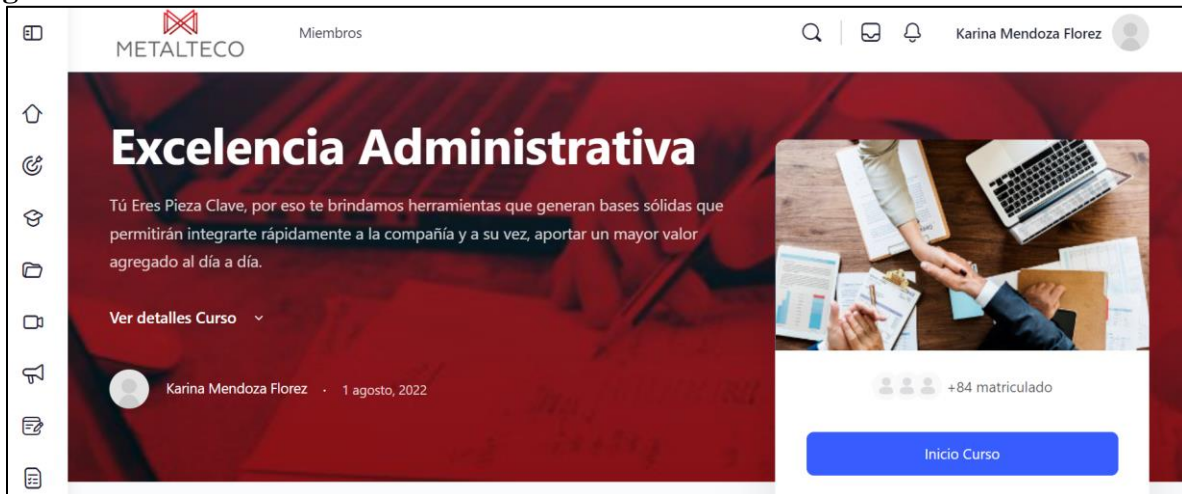 METALTECO
Miembros
Karina Mendoza Florez
Excelencia Administrativa
Tú Eres Pieza Clave, por eso te brindamos herramientas que generan bases sólidas que
permitirán integrarte rápidamente a la compañía y a su vez, aportar un mayor valor
agregado al día a día.
Ver detalles Curso
Karina Mendoza Florez · 1 agosto, 2022
+84 matriculado
Inicio Curso